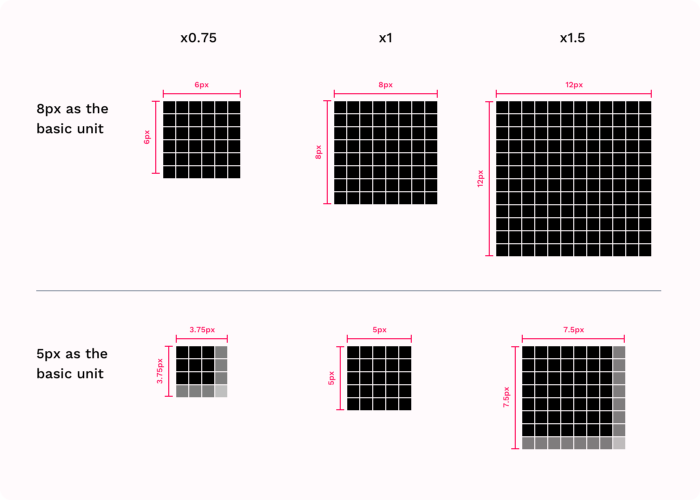 x0.75
x1
x1.5
8px as the
basic unit
6px
6px
8px
8px
12px
12px
5px as the
basic unit
3.75px
3.75px
5px
5px
7.5px
7.5px